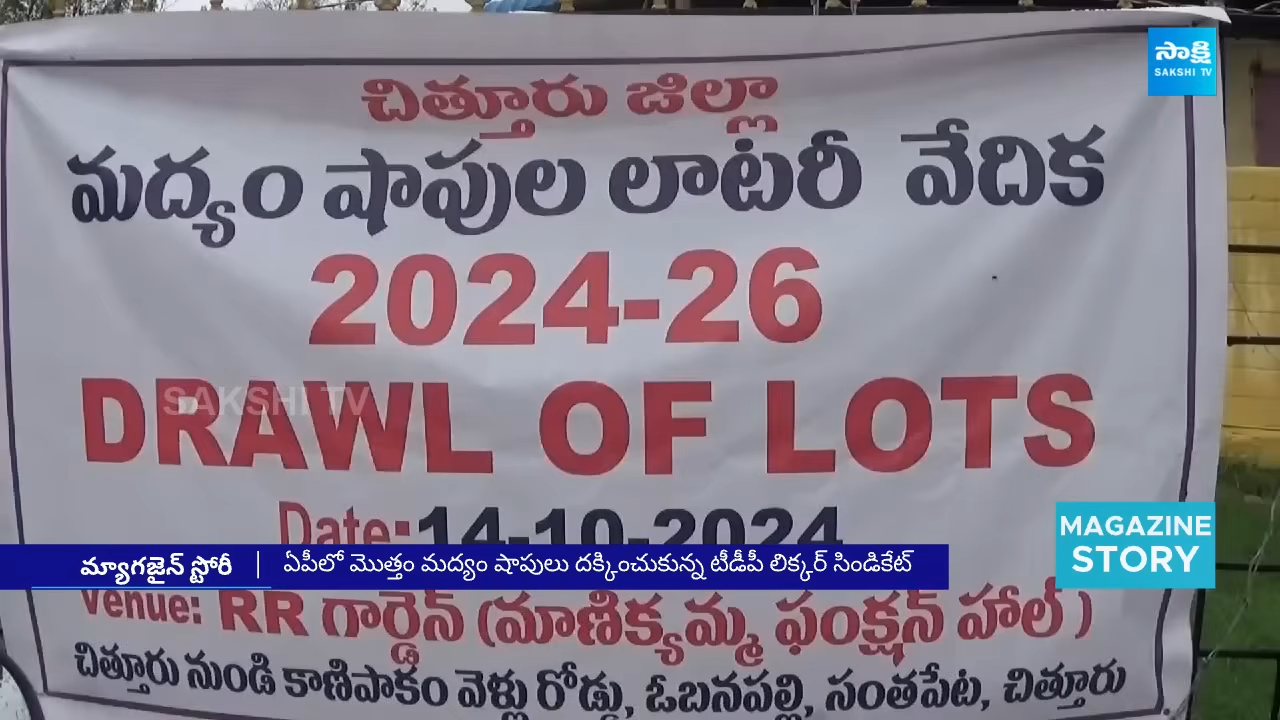 సాక్షి
SAKSHI TV
చిత్తూరు జిల్లా
మద్యం షాపుల లాటరీ వేదిక
2024-26
SAKSHI TV
DRAWL OF LOTS
Date:14-10-2024
MAGAZINE
STORY
మ్యాగజైన్ స్టోరీ | ఏపీలో మొత్తం మద్యం షాపులు దక్కించుకున్న టీడీపీ లిక్కర్ సిండికేట్
Venue: RR గార్డెన్ (మాణిక్యమ్మ ఫంక్షన్ హాల్)
చిత్తూరు నుండి కాణిపాకం వెళ్లు రోడ్డు, ఓబనపల్లి, సంతపేట, చిత్తూరు